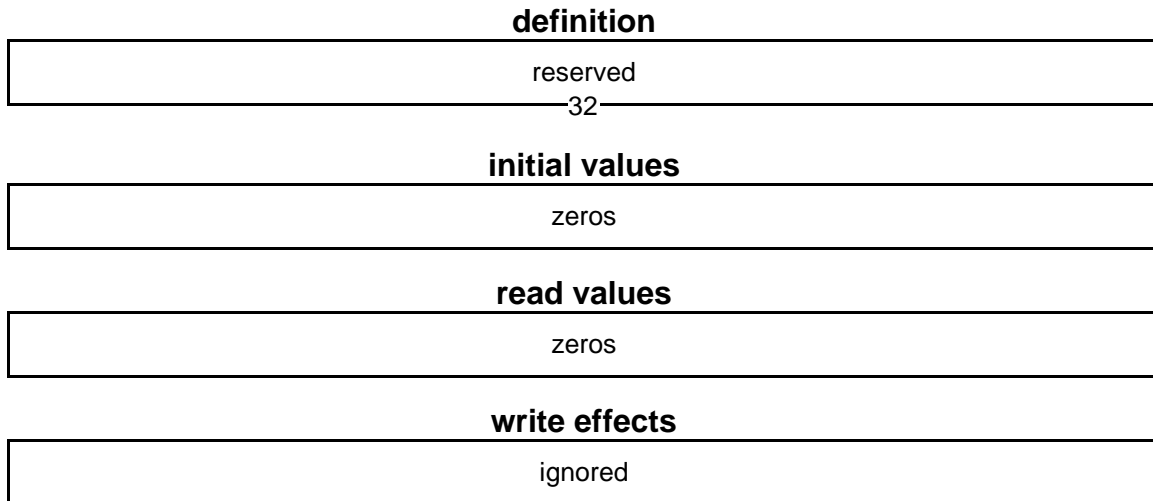 definition
reserved
32
initial values
zeros
read values
zeros
write effects
ignored